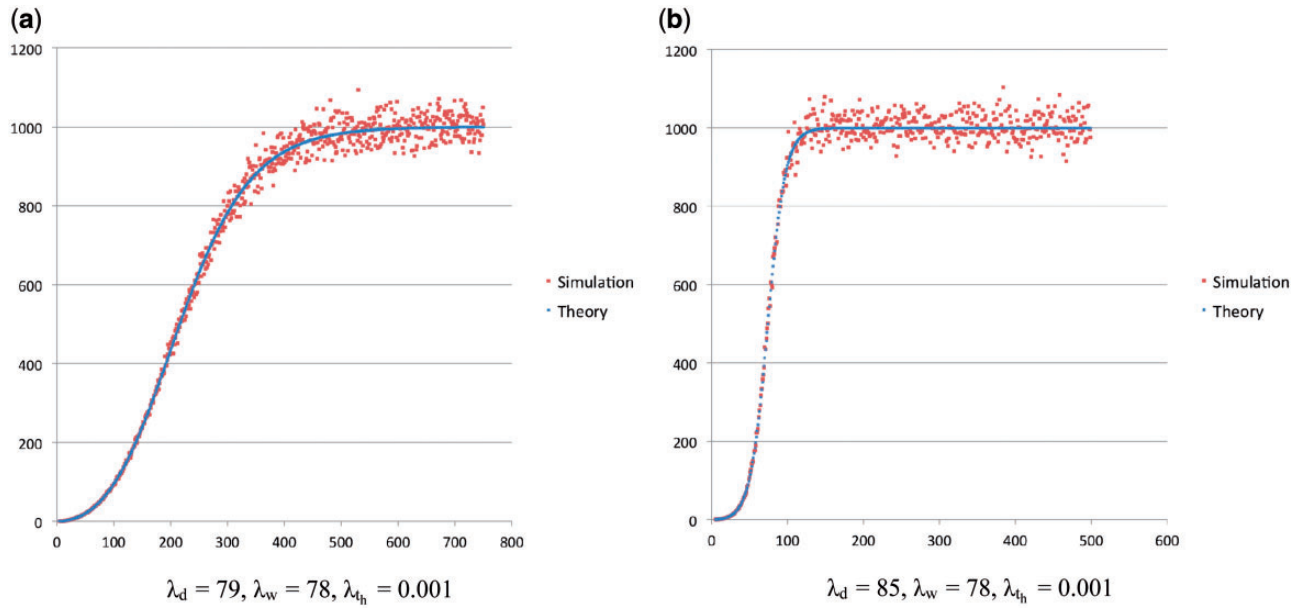 (a)
1200
1000
800
600
400
200
0
0 100 200 300 400 500 600 700 800
Simulation
Theory
λd = 79, λw = 78, λth = 0.001
(b)
1200
1000
800
600
400
200
0
0 100 200 300 400 500 600
Simulation
Theory
λd = 85, λw = 78, λth = 0.001